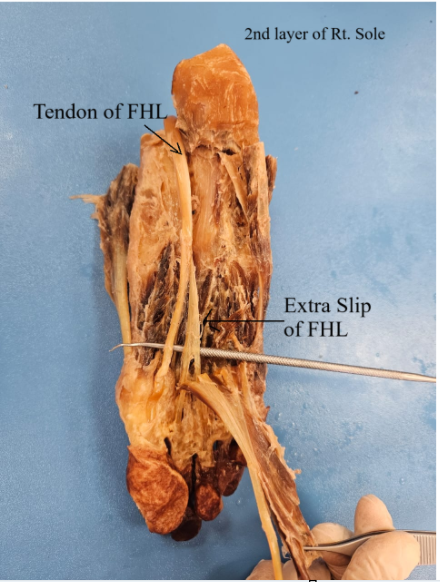 2nd layer of Rt. Sole
Tendon of FHL
Extra Slip
of FHL